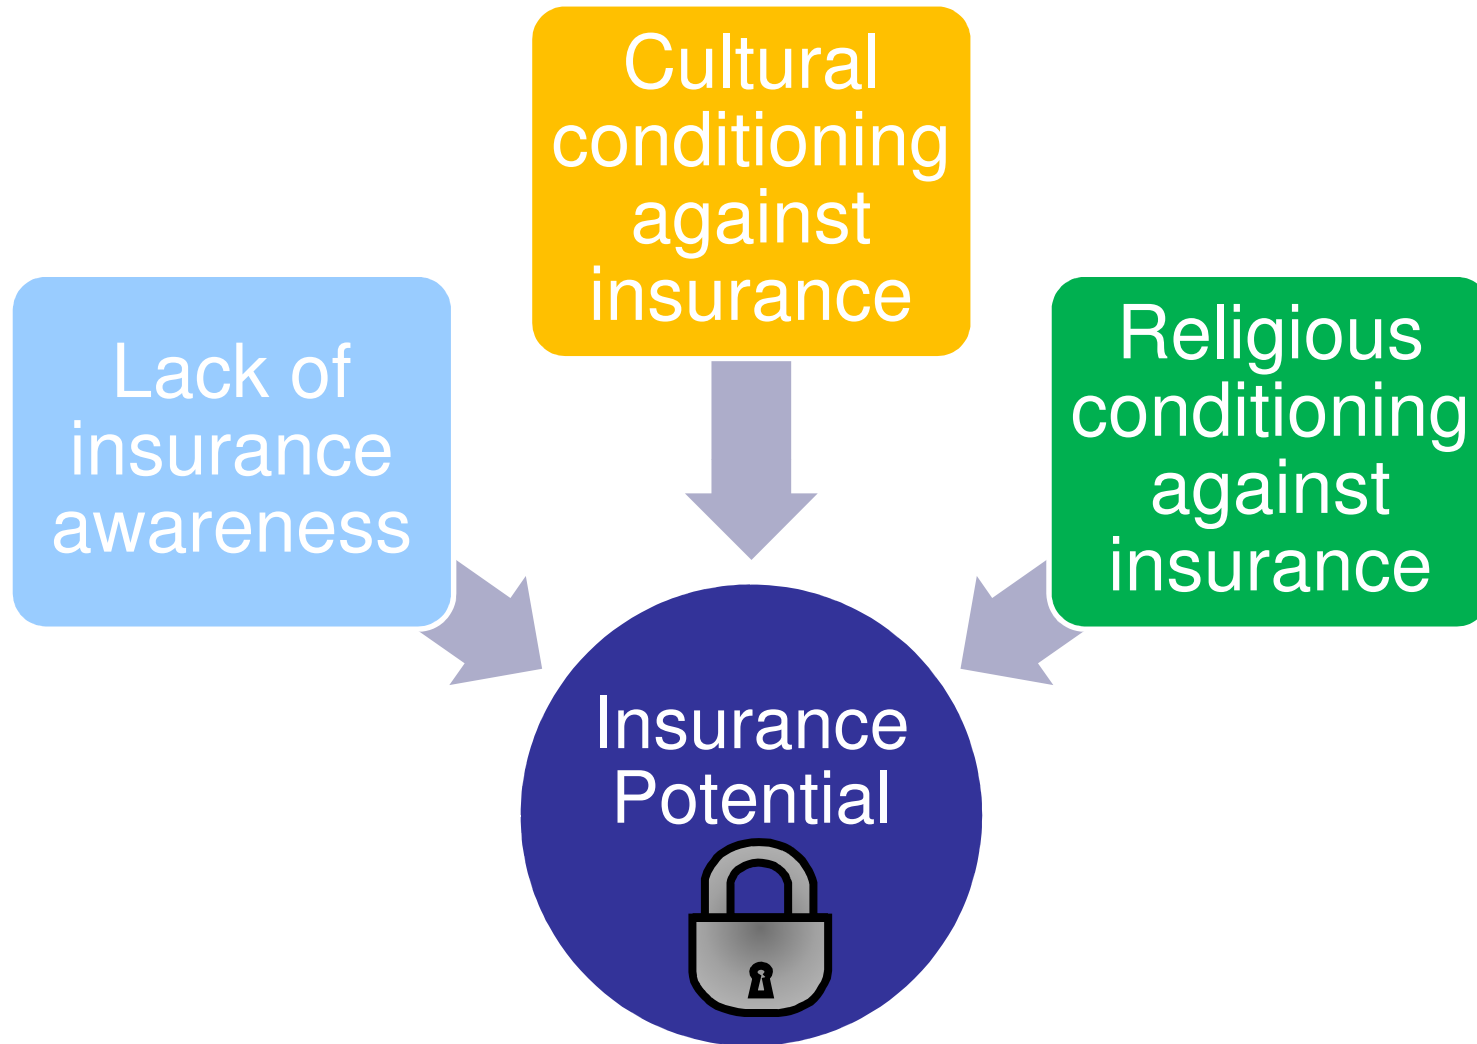 Cultural
conditioning
against
insurance
Lack of
insurance
awareness
Religious
conditioning
against
insurance
Insurance
Potential